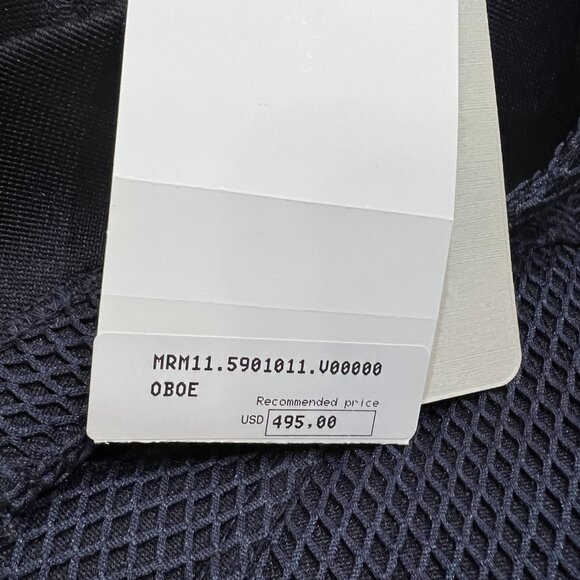 MRM11.5901011.V00000
OBOE
Recommended price
USD 495,00